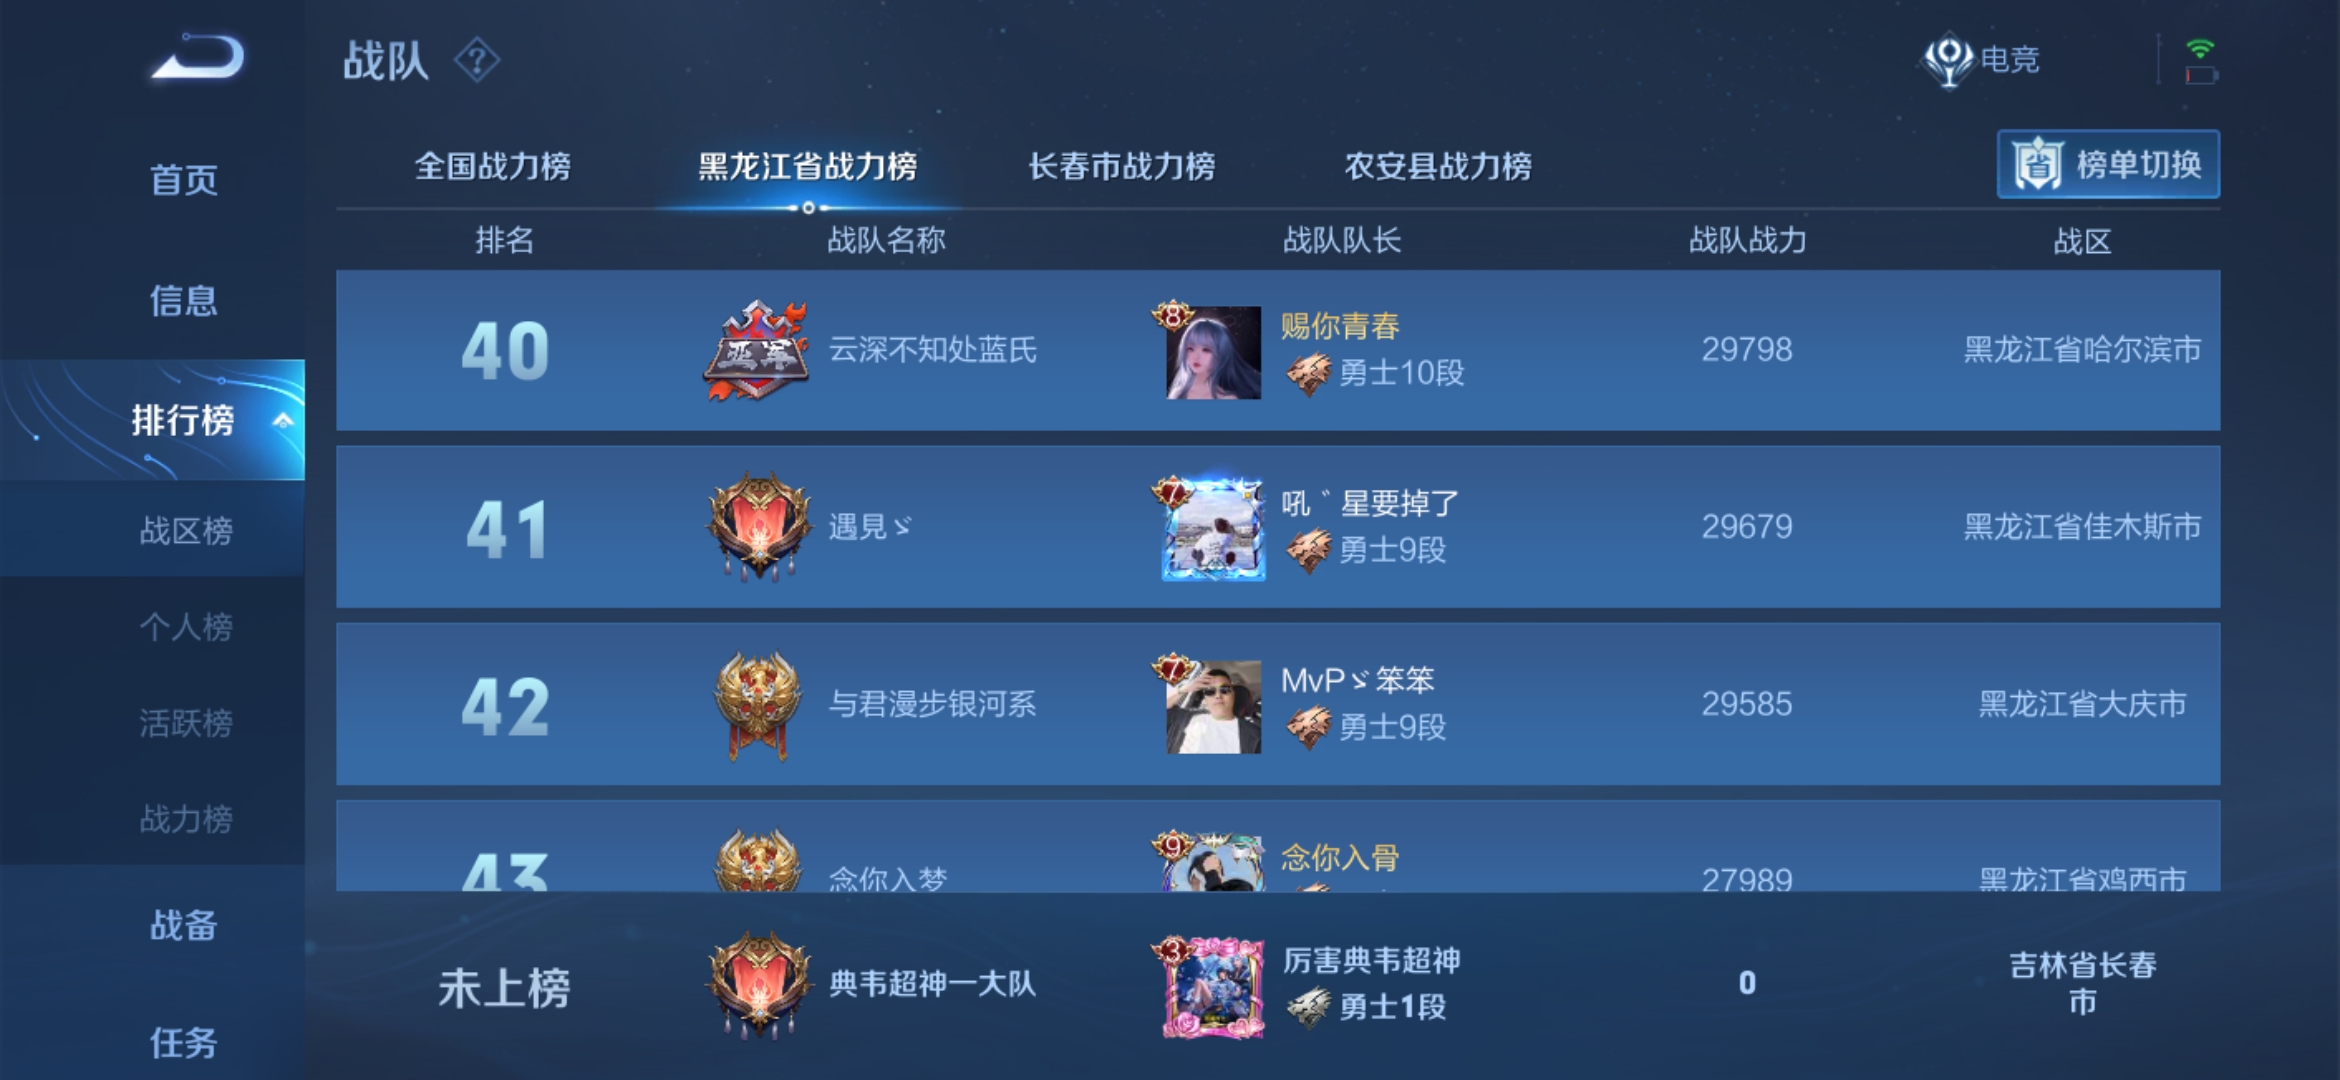 战队
?
电竞
首页
信息
排行榜
战区榜
个人榜
活跃榜
战力榜
战备
任务
全国战力榜
黑龙江省战力榜
长春市战力榜
农安县战力榜
省
榜单切换
排名
战队名称
战队队长
战队战力
战区
40
亚军
云深不知处蓝氏
8
赐你青春
勇士10段
29798
黑龙江省哈尔滨市
41
遇見ゞ
7
吼゛星要掉了
勇士9段
29679
黑龙江省佳木斯市
42
与君漫步银河系
7
MvPゞ笨笨
勇士9段
29585
黑龙江省大庆市
43
念你入梦
9
念你入骨
27989
黑龙江省鸡西市
未上榜
典韦超神一大队
3
厉害典韦超神
勇士1段
0
吉林省长春
市